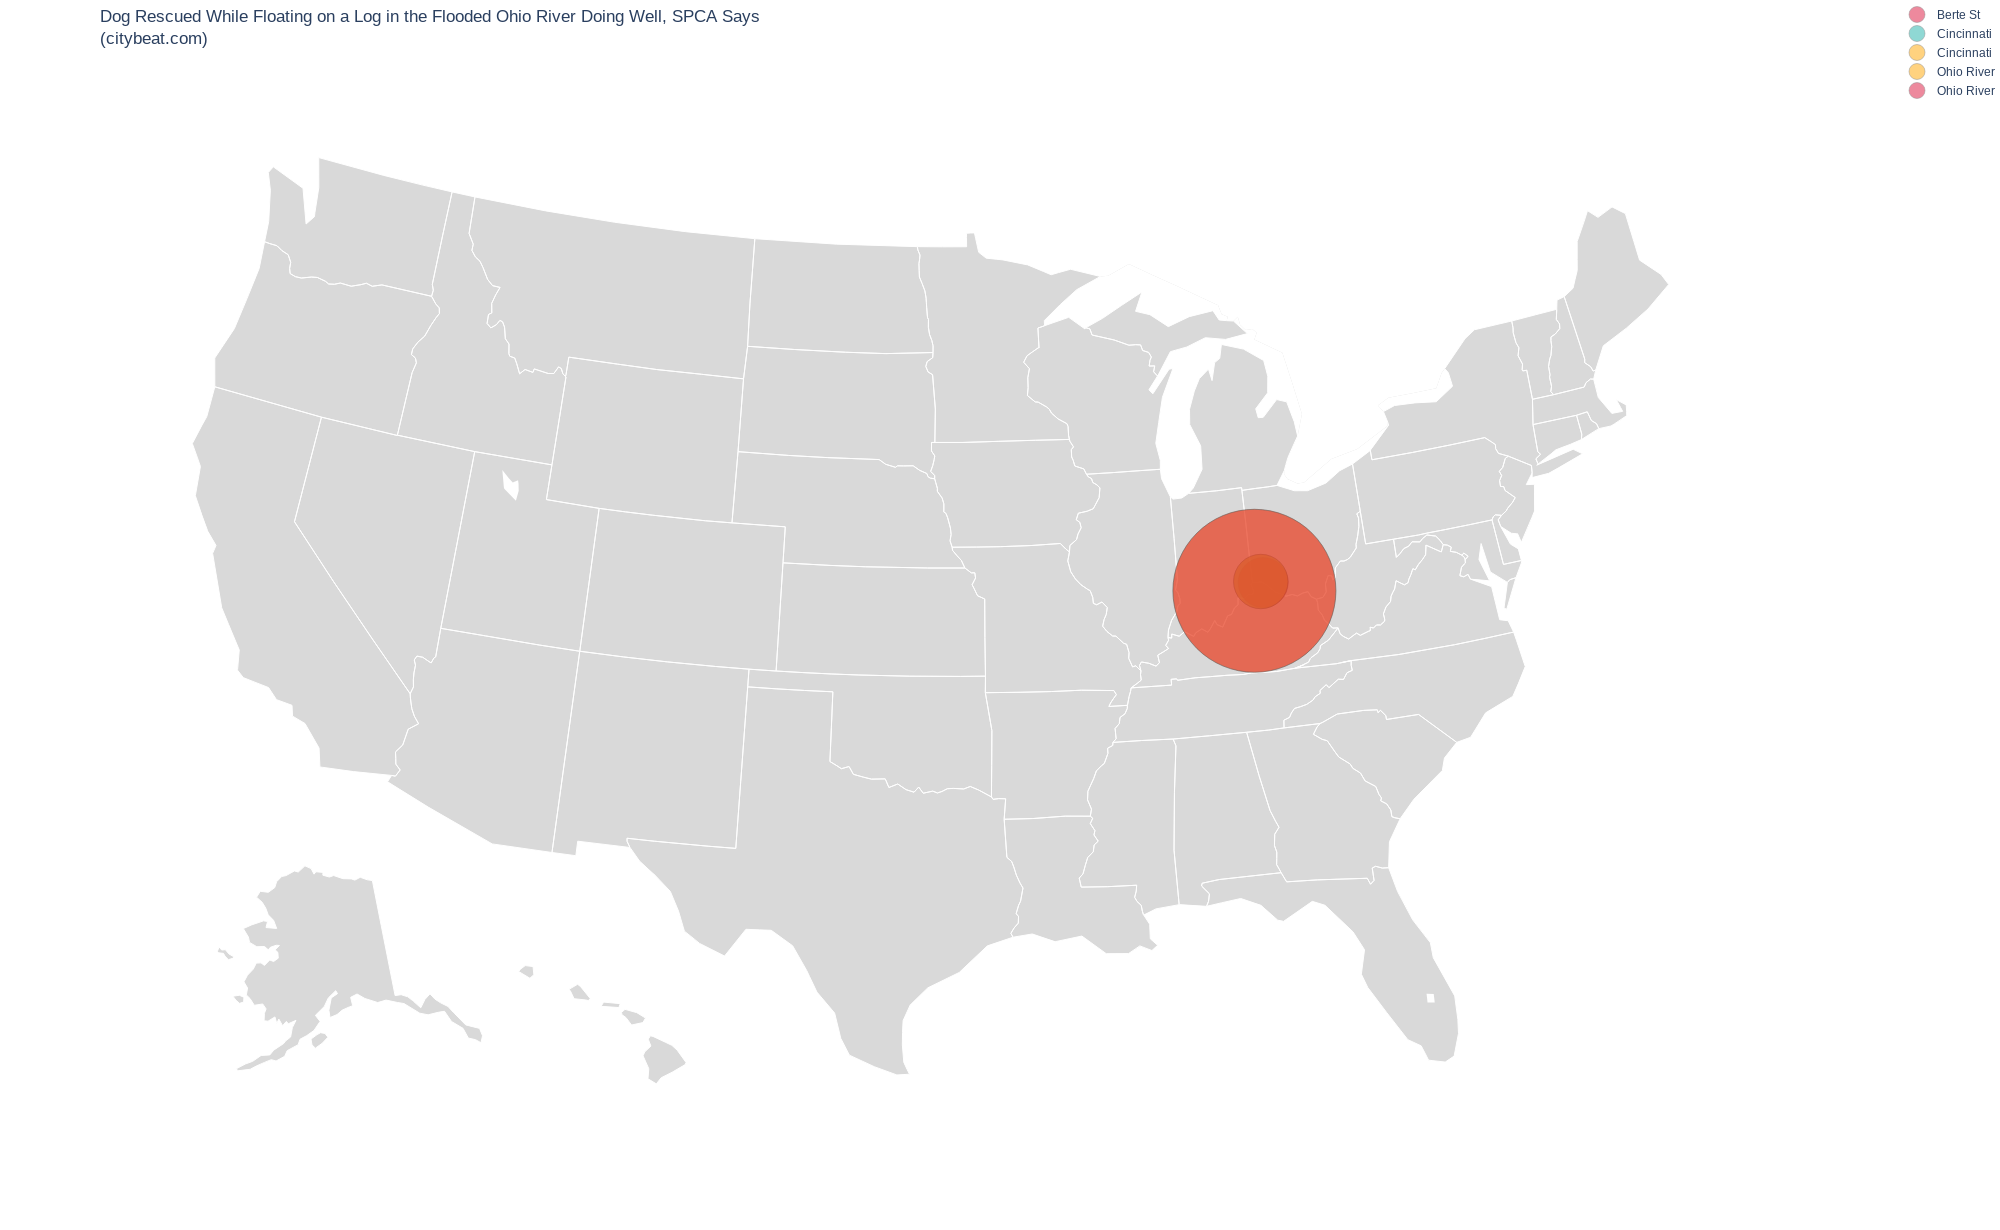 Dog Rescued While Floating on a Log in the Flooded Ohio River Doing Well, SPCA Says
(citybeat.com)
Berte St
Cincinnati
Cincinnati
Ohio River
Ohio River